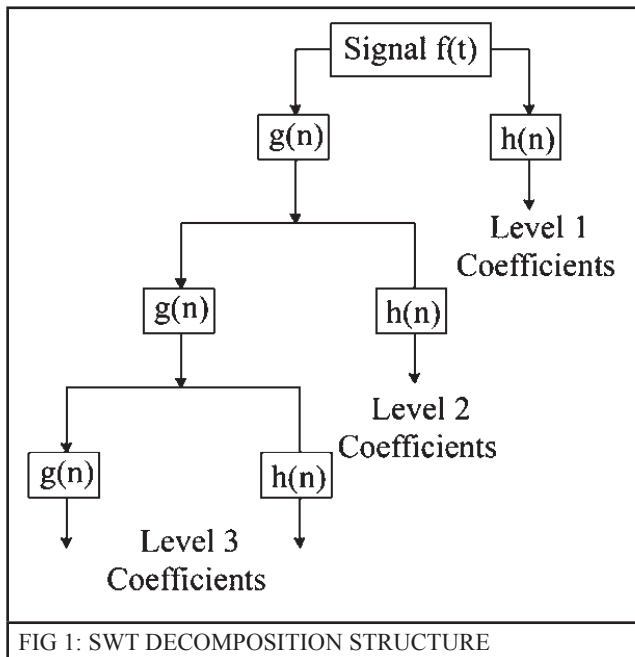 Signal f(t)
g(n)
h(n)
Level 1
Coefficients
g(n)
h(n)
Level 2
Coefficients
g(n)
h(n)
Level 3
Coefficients
FIG 1: SWT DECOMPOSITION STRUCTURE